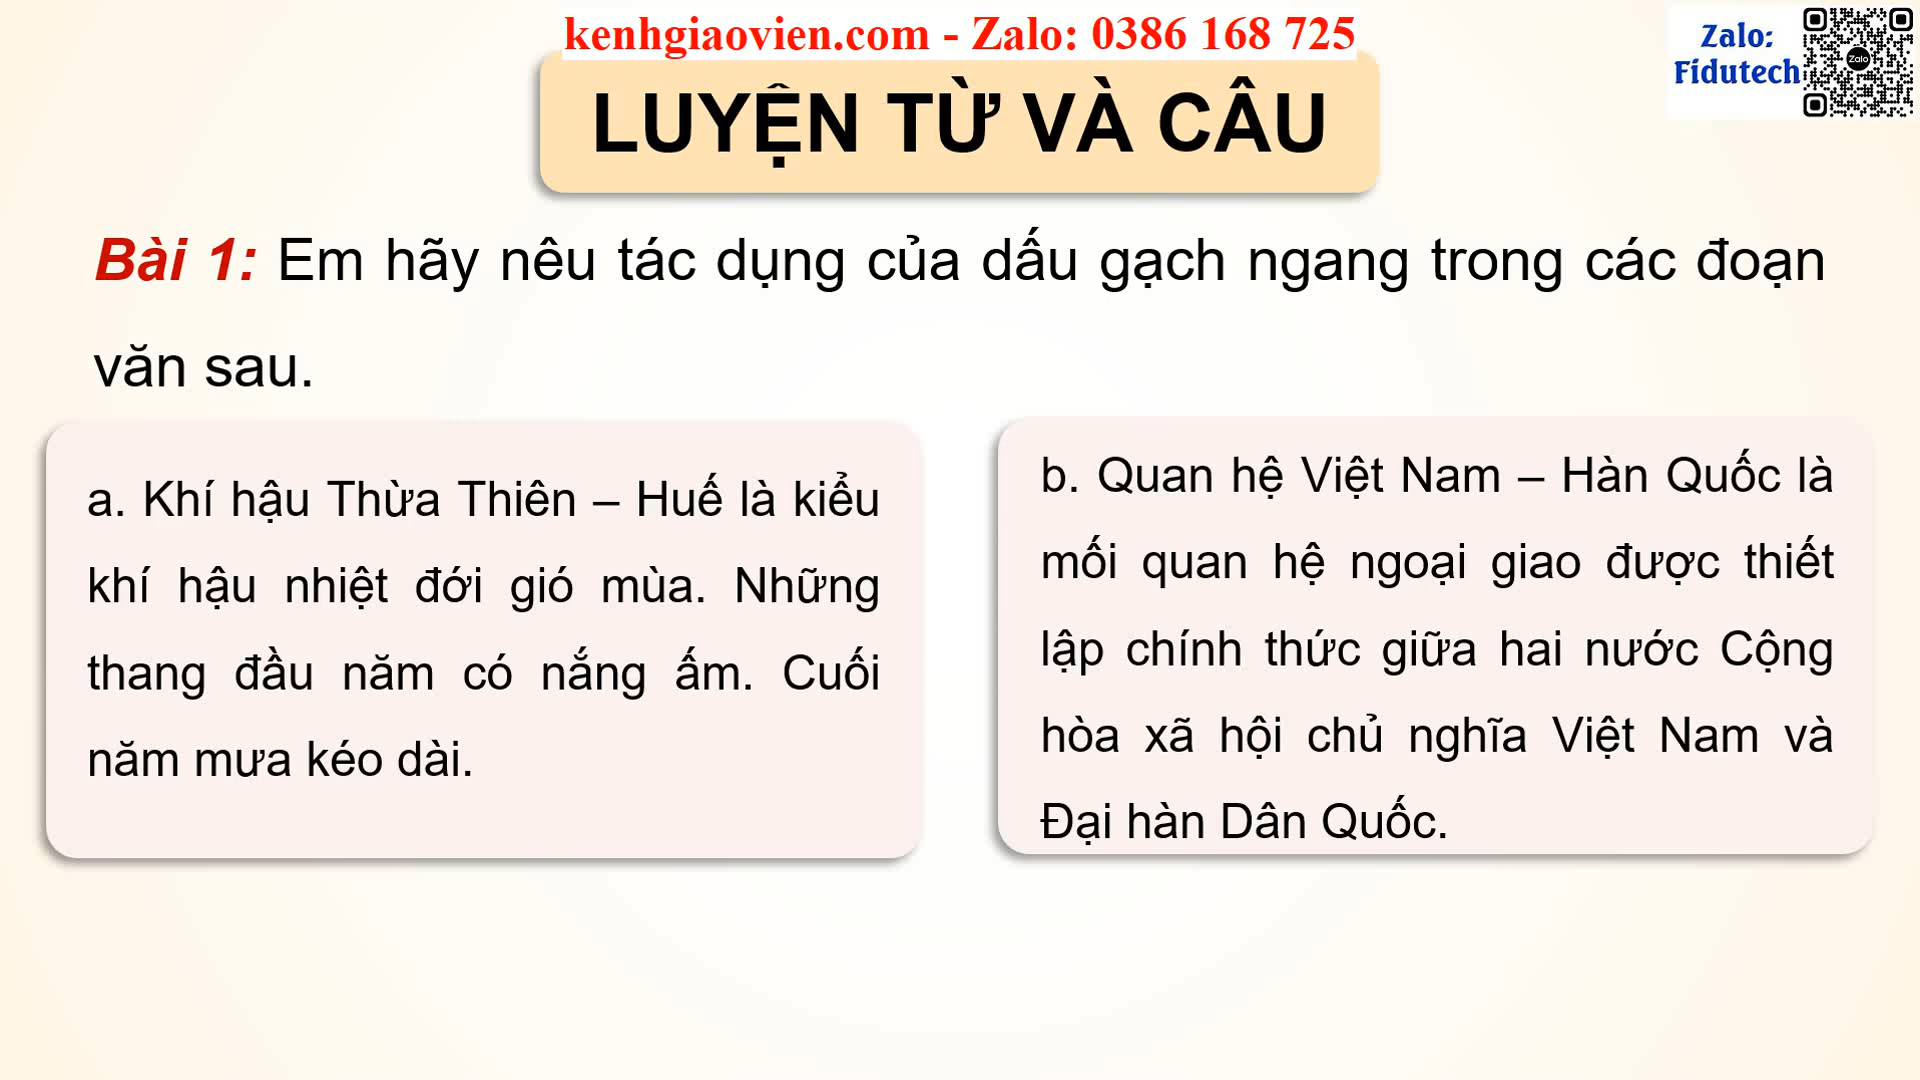 kenhgiaovien.com - Zalo: 0386 168 725
Zalo:
Fidutech
Zalo
LUYỆN TỪ VÀ CÂU
Bài 1: Em hãy nêu tác dụng của dấu gạch ngang trong các đoạn
văn sau.
a. Khí hậu Thừa Thiên – Huế là kiểu
khí hậu nhiệt đới gió mùa. Những
thang đầu năm có nắng ấm. Cuối
năm mưa kéo dài.
b. Quan hệ Việt Nam – Hàn Quốc là
mối quan hệ ngoại giao được thiết
lập chính thức giữa hai nước Cộng
hòa xã hội chủ nghĩa Việt Nam và
Đại hàn Dân Quốc.